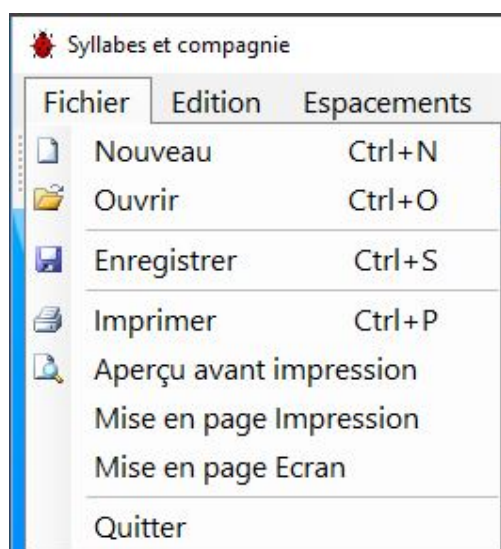 Syllabes et compagnie
Fichier Edition Espacements
Nouveau Ctrl+N
Ouvrir Ctrl+O
Enregistrer Ctrl+S
Imprimer Ctrl+P
Aperçu avant impression
Mise en page Impression
Mise en page Ecran
Quitter